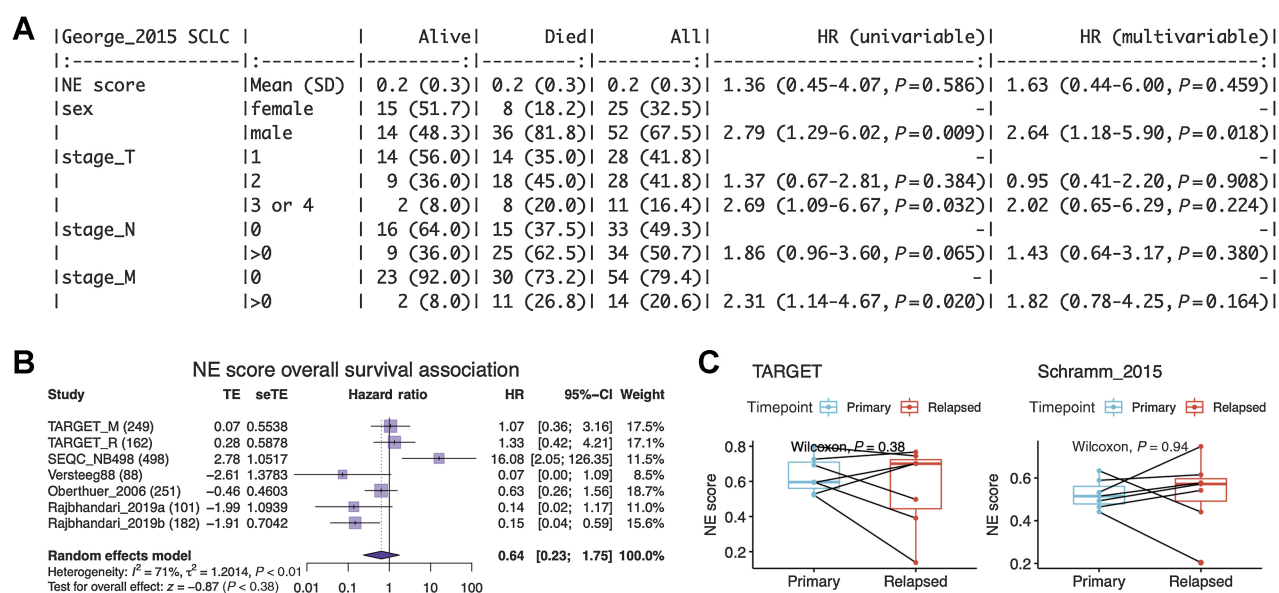 A
|George_2015 SCLC | | Alive| Died| All| HR (univariable)| HR (multivariable)|
|:----------------|:----------|----------:|---------:|---------:|-------------------------:|--------------------------:|
|NE score |Mean (SD) | 0.2 (0.3)| 0.2 (0.3)| 0.2 (0.3)| 1.36 (0.45-4.07, P=0.586)| 1.63 (0.44-6.00, P=0.459)|
|sex |female | 15 (51.7)| 8 (18.2)| 25 (32.5)| -| -|
| |male | 14 (48.3)| 36 (81.8)| 52 (67.5)| 2.79 (1.29-6.02, P=0.009)| 2.64 (1.18-5.90, P=0.018)|
|stage_T |1 | 14 (56.0)| 14 (35.0)| 28 (41.8)| -| -|
| |2 | 9 (36.0)| 18 (45.0)| 28 (41.8)| 1.37 (0.67-2.81, P=0.384)| 0.95 (0.41-2.20, P=0.908)|
| |3 or 4 | 2 (8.0)| 8 (20.0)| 11 (16.4)| 2.69 (1.09-6.67, P=0.032)| 2.02 (0.65-6.29, P=0.224)|
|stage_N |0 | 16 (64.0)| 15 (37.5)| 33 (49.3)| -| -|
| |>0 | 9 (36.0)| 25 (62.5)| 34 (50.7)| 1.86 (0.96-3.60, P=0.065)| 1.43 (0.64-3.17, P=0.380)|
|stage_M |0 | 23 (92.0)| 30 (73.2)| 54 (79.4)| -| -|
| |>0 | 2 (8.0)| 11 (26.8)| 14 (20.6)| 2.31 (1.14-4.67, P=0.020)| 1.82 (0.78-4.25, P=0.164)|
B
NE score overall survival association
Study TE seTE Hazard ratio HR 95%-CI Weight
TARGET_M (249) 0.07 0.5538 1.07 [0.36; 3.16] 17.5%
TARGET_R (162) 0.28 0.5878 1.33 [0.42; 4.21] 17.1%
SEQC_NB498 (498) 2.78 1.0517 16.08 [2.05; 126.35] 11.5%
Versteeg88 (88) −2.61 1.3783 0.07 [0.00; 1.09] 8.5%
Oberthuer_2006 (251) −0.46 0.4603 0.63 [0.26; 1.56] 18.7%
Rajbhandari_2019a (101) −1.99 1.0939 0.14 [0.02; 1.17] 11.0%
Rajbhandari_2019b (182) −1.91 0.7042 0.15 [0.04; 0.59] 15.6%
Random effects model 0.64 [0.23; 1.75] 100.0%
Heterogeneity: I² = 71%, τ² = 1.2014, P < 0.01
Test for overall effect: z = −0.87 (P < 0.38)
0.01 0.1 1 10 100
C
TARGET
Timepoint Primary Relapsed
Wilcoxon, P = 0.38
NE score
0.8
0.6
0.4
0.2
Primary Relapsed
Schramm_2015
Timepoint Primary Relapsed
Wilcoxon, P = 0.94
NE score
0.6
0.4
0.2
Primary Relapsed